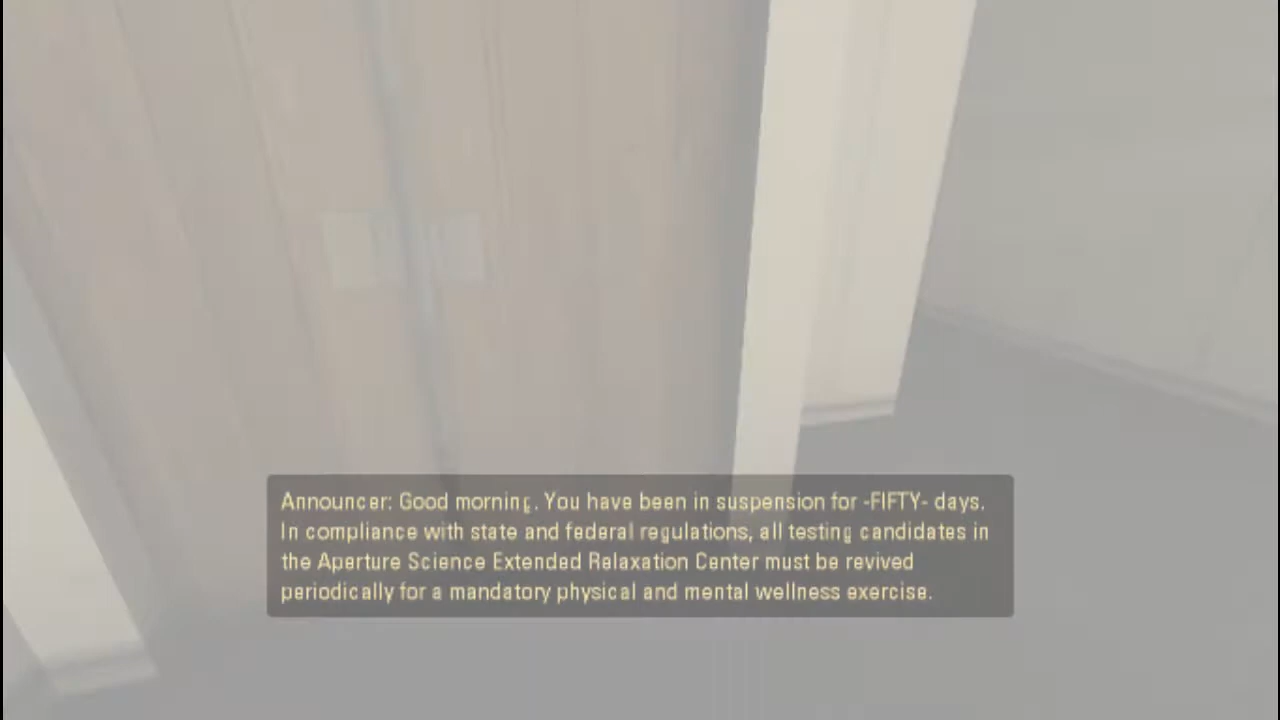 Announcer: Good morning. You have been in suspension for -FIFTY- days.
In compliance with state and federal regulations, all testing candidates in
the Aperture Science Extended Relaxation Center must be revived
periodically for a mandatory physical and mental wellness exercise.